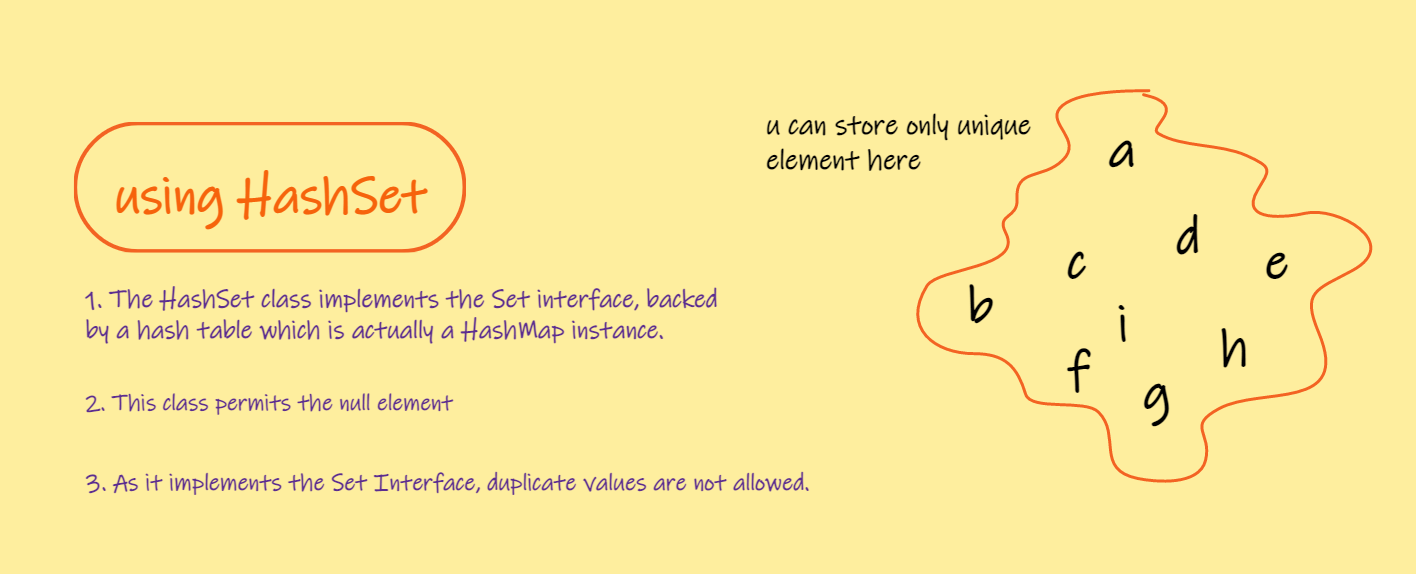 using HashSet
1. The HashSet class implements the Set interface, backed
by a hash table which is actually a HashMap instance.
2. This class permits the null element
3. As it implements the Set Interface, duplicate values are not allowed.
u can store only unique
element here
a
d
c
e
b
i
h
f
g